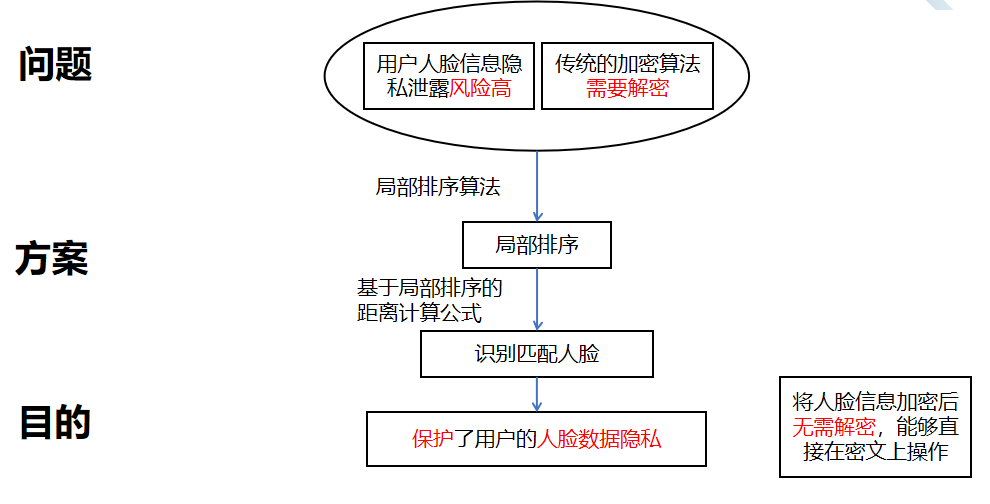 问题
用户人脸信息隐
私泄露风险高
传统的加密算法
需要解密
局部排序算法
方案
局部排序
基于局部排序的
距离计算公式
识别匹配人脸
目的
保护了用户的人脸数据隐私
将人脸信息加密后
无需解密，能够直
接在密文上操作